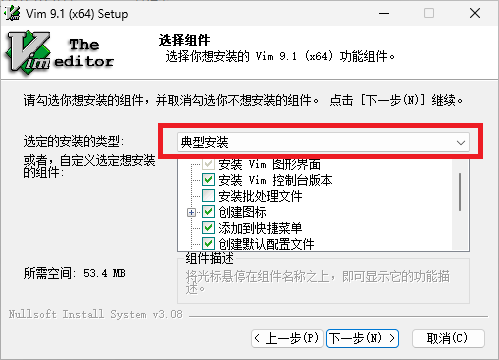 Vim 9.1 (x64) Setup
The
Vim
editor
选择组件
选择你想安装的 Vim 9.1 (x64) 功能组件。
请勾选你想安装的组件，并取消勾选你不想安装的组件。 点击 [下一步(N)] 继续。
选定的安装的类型:
典型安装
或者，自定义选定想安装的组件:
安装 Vim 图形界面
安装 Vim 控制台版本
安装批处理文件
创建图标
添加到快捷菜单
创建默认配置文件
所需空间: 53.4 MB
组件描述
将光标悬停在组件名称之上，即可显示它的功能描述。
Nullsoft Install System v3.08
< 上一步(P)
下一步(N) >
取消(C)